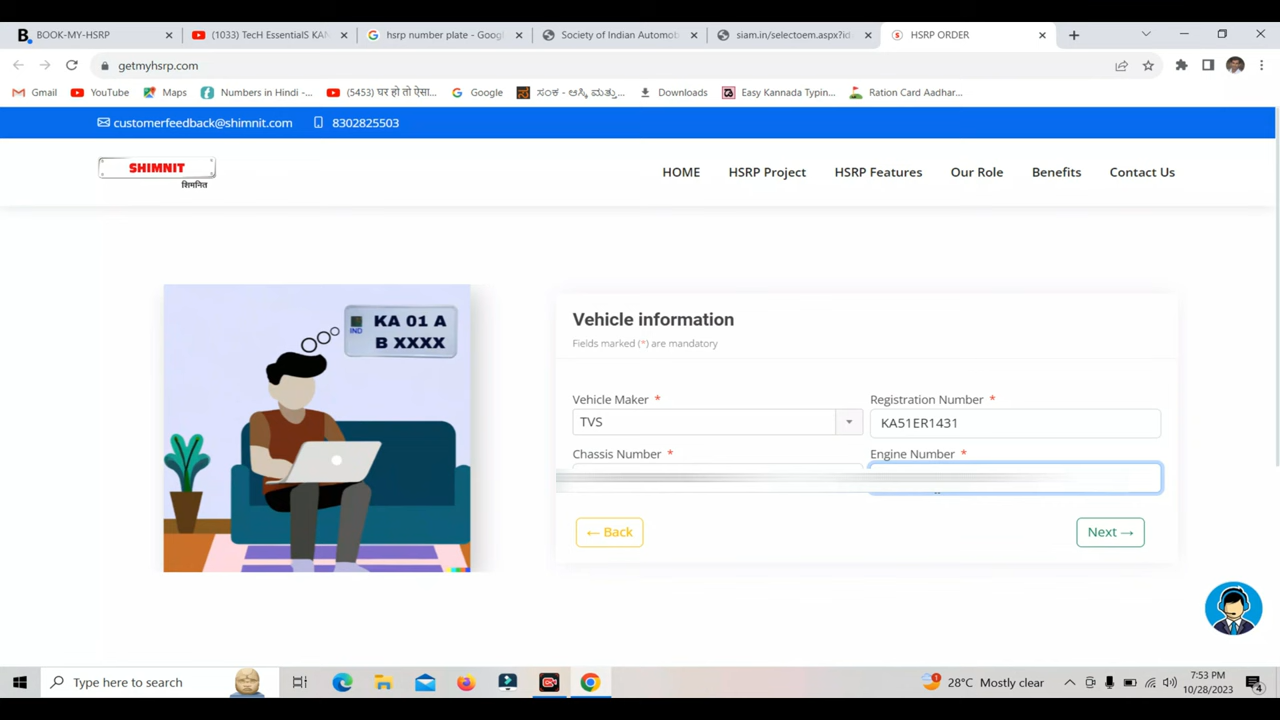 BOOK-MY-HSRP
(1033) TecH EssentialS KAN
hsrp number plate - Google
Society of Indian Automob
siam.in/selectoem.aspx?id=
HSRP ORDER
getmyhsrp.com
Gmail
YouTube
Maps
Numbers in Hindi -...
(5453) घर हो तो ऐसा...
Google
ಸಂಕ - ಆಸ್ಕಿ ಮತ್ತು...
Downloads
Easy Kannada Typin...
Ration Card Aadhar...
customerfeedback@shimnit.com
8302825503
SHIMNIT
शिमनित
HOME
HSRP Project
HSRP Features
Our Role
Benefits
Contact Us
IND
KA 01 A
B XXXX
Vehicle information
Fields marked (*) are mandatory
Vehicle Maker *
Registration Number *
TVS
KA51ER1431
Chassis Number *
Engine Number *
← Back
Next →
Type here to search
28°C Mostly clear
7:53 PM
10/28/2023
4